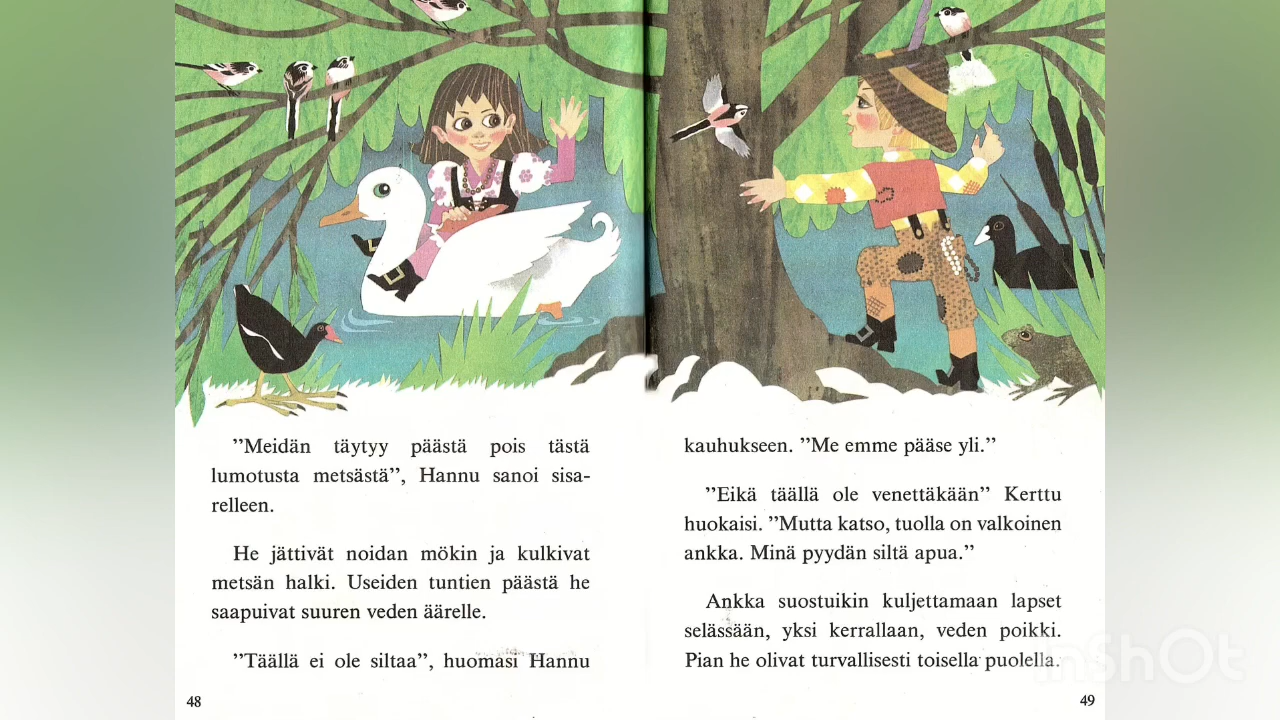 ”Meidän täytyy päästä pois tästä
lumotusta metsästä”, Hannu sanoi sisa-
relleen.
He jättivät noidan mökin ja kulkivat
metsän halki. Useiden tuntien päästä he
saapuivat suuren veden äärelle.
”Täällä ei ole siltaa”, huomasi Hannu
48
kauhukseen. ”Me emme pääse yli.”
”Eikä täällä ole venettäkään” Kerttu
huokaisi. ”Mutta katso, tuolla on valkoinen
ankka. Minä pyydän siltä apua.”
Ankka suostuikin kuljettamaan lapset
selässään, yksi kerrallaan, veden poikki.
Pian he olivat turvallisesti toisella puolella.
49
InShOt